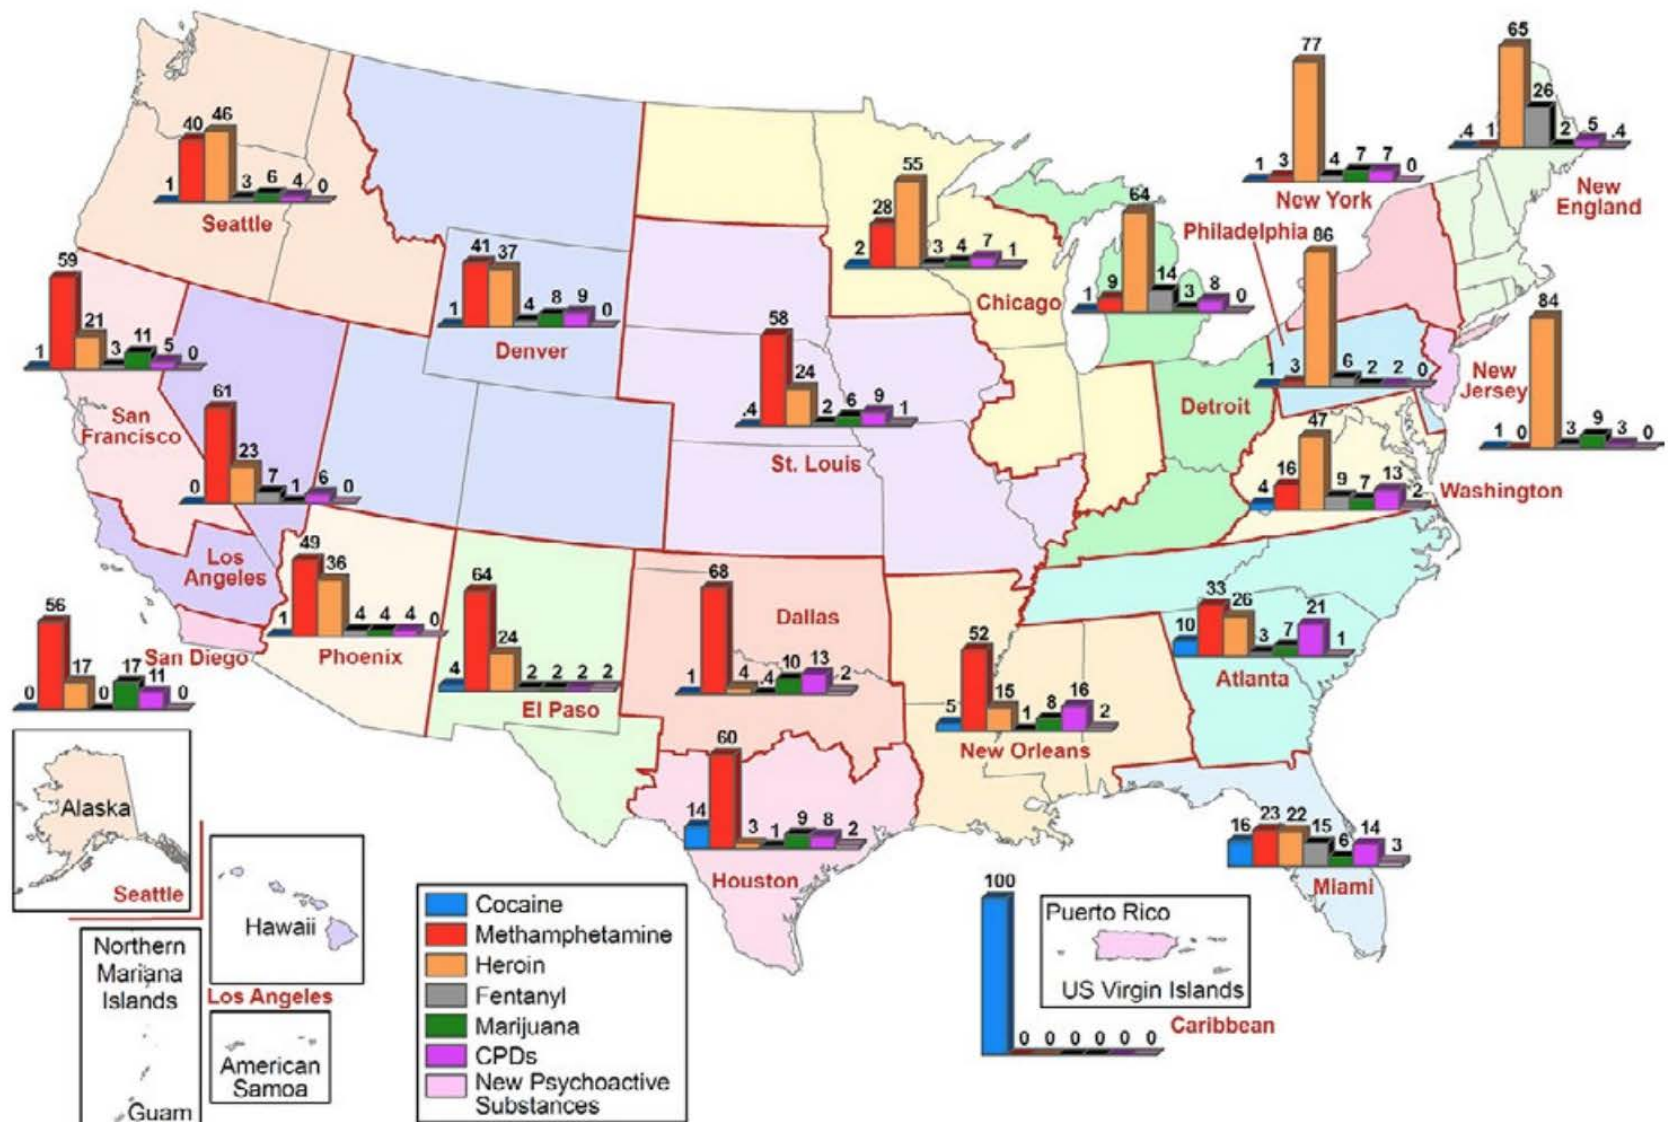 1 40 46 3 6 4 0
Seattle
59
1 21 3 11 5 0
San
Francisco
61
0 23 7 1 6 0
Los
Angeles
56
0 17 0 17 11 0
San Diego
1 49 36 4 4 4 0
Phoenix
1 41 37 4 8 9 0
Denver
64
4 24 2 2 2 2
El Paso
58
.4 24 2 6 9 1
St. Louis
68
1 4 .4 10 13 2
Dallas
60
14 3 1 9 8 2
Houston
55
2 28 3 4 7 1
Chicago
64
1 9 14 3 8 0
Detroit
52
5 15 1 8 16 2
New Orleans
10 33 26 3 7 21 1
Atlanta
16 23 22 15 6 14 3
Miami
77
1 3 4 7 7 0
New York
65
.4 1 26 2 5 .4
New
England
Philadelphia
86
1 3 6 2 2 0
84
New
Jersey
1 0 3 9 3 0
47
4 16 9 7 13 2
Washington
100
0 0 0 0 0 0
Puerto Rico
US Virgin Islands
Caribbean
Alaska
Seattle
Hawaii
Los Angeles
Northern
Mariana
Islands
Guam
American
Samoa
Cocaine
Methamphetamine
Heroin
Fentanyl
Marijuana
CPDs
New Psychoactive
Substances